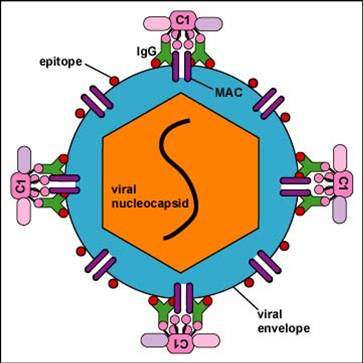 C1
IgG
epitope
MAC
viral
nucleocapsid
C1
C1
viral
envelope
C1